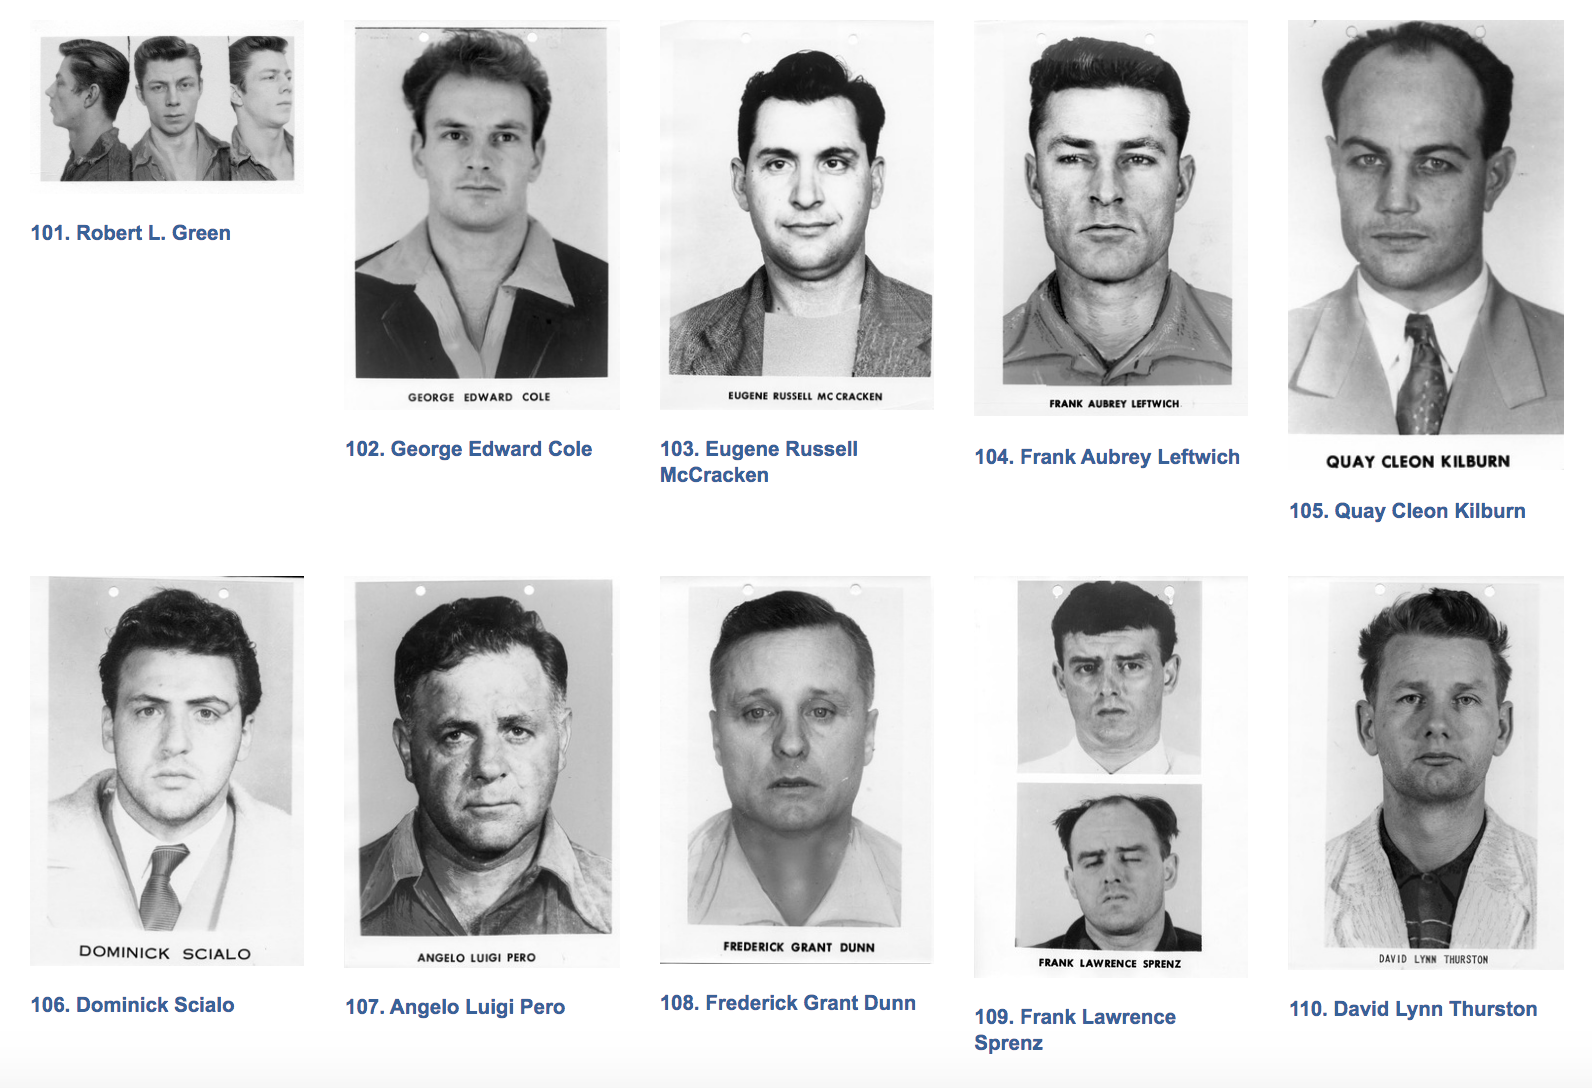 101. Robert L. Green
GEORGE EDWARD COLE
102. George Edward Cole
EUGENE RUSSELL MC CRACKEN
103. Eugene Russell
McCracken
FRANK AUBREY LEFTWICH
104. Frank Aubrey Leftwich
QUAY CLEON KILBURN
105. Quay Cleon Kilburn
DOMINICK SCIALO
106. Dominick Scialo
ANGELO LUIGI PERO
107. Angelo Luigi Pero
FREDERICK GRANT DUNN
108. Frederick Grant Dunn
FRANK LAWRENCE SPRENZ
109. Frank Lawrence
Sprenz
DAVID LYNN THURSTON
110. David Lynn Thurston